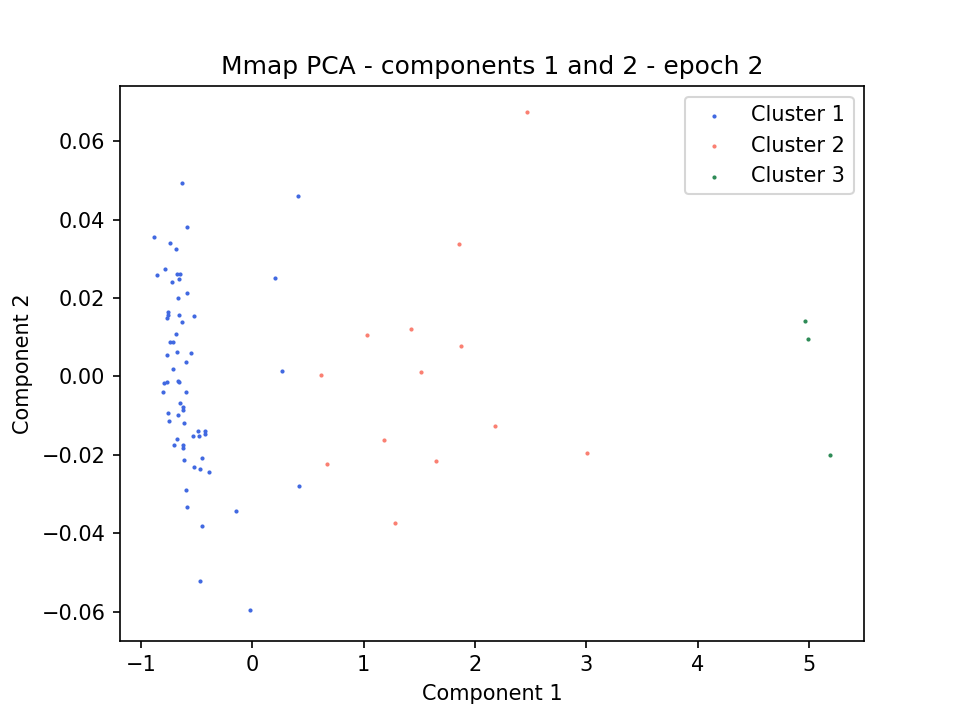 Mmap PCA - components 1 and 2 - epoch 2
Cluster 1
Cluster 2
Cluster 3
0.06
0.04
0.02
0.00
−0.02
−0.04
−0.06
Component 2
−1
0
1
2
3
4
5
Component 1